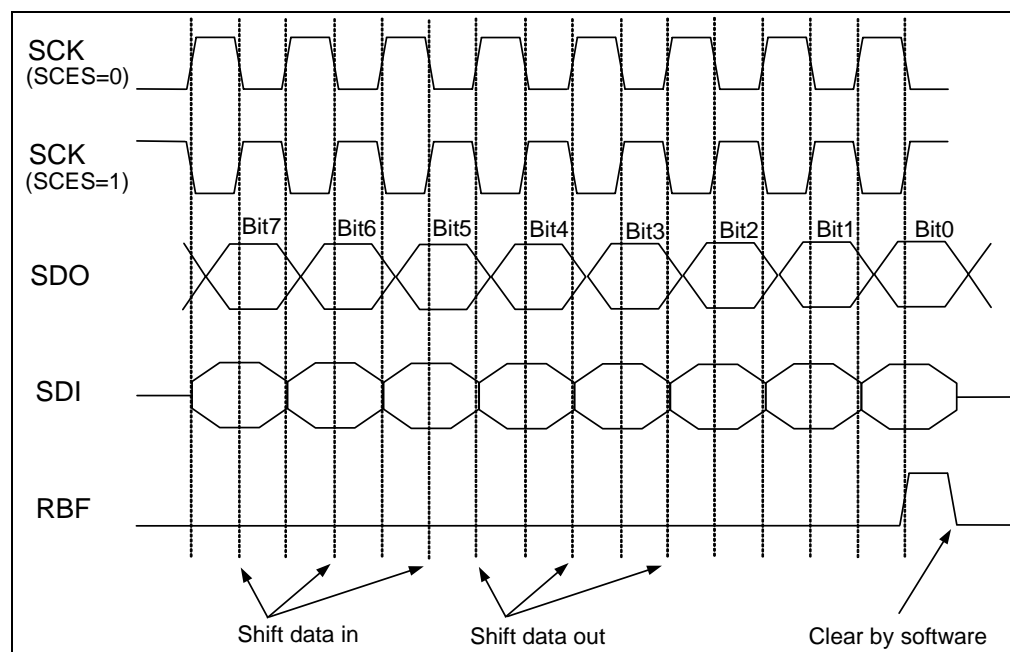 SCK
(SCES=0)
SCK
(SCES=1)
Bit7 Bit6 Bit5 Bit4 Bit3 Bit2 Bit1 Bit0
SDO
SDI
RBF
Shift data in Shift data out Clear by software